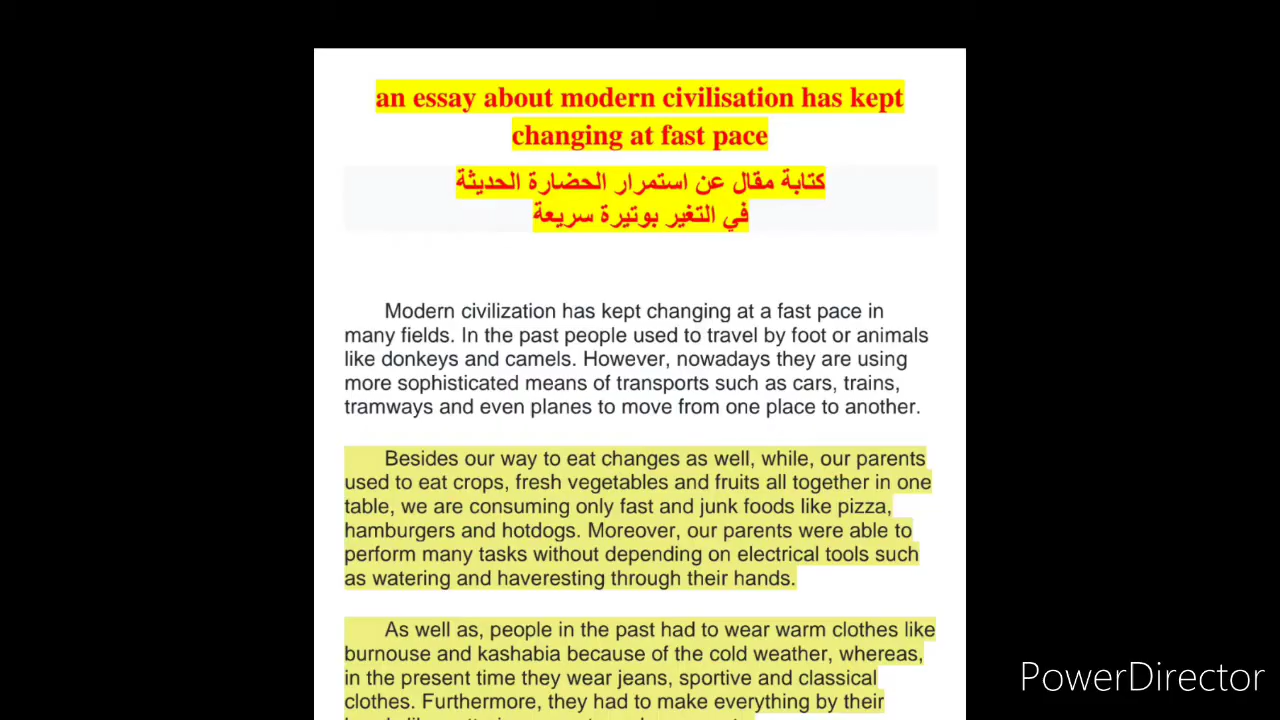 an essay about modern civilisation has kept
changing at fast pace
كتابة مقال عن استمرار الحضارة الحديثة
في التغير بوتيرة سريعة
Modern civilization has kept changing at a fast pace in
many fields. In the past people used to travel by foot or animals
like donkeys and camels. However, nowadays they are using
more sophisticated means of transports such as cars, trains,
tramways and even planes to move from one place to another.
Besides our way to eat changes as well, while, our parents
used to eat crops, fresh vegetables and fruits all together in one
table, we are consuming only fast and junk foods like pizza,
hamburgers and hotdogs. Moreover, our parents were able to
perform many tasks without depending on electrical tools such
as watering and haveresting through their hands.
As well as, people in the past had to wear warm clothes like
burnouse and kashabia because of the cold weather, whereas,
in the present time they wear jeans, sportive and classical
clothes. Furthermore, they had to make everything by their
PowerDirector